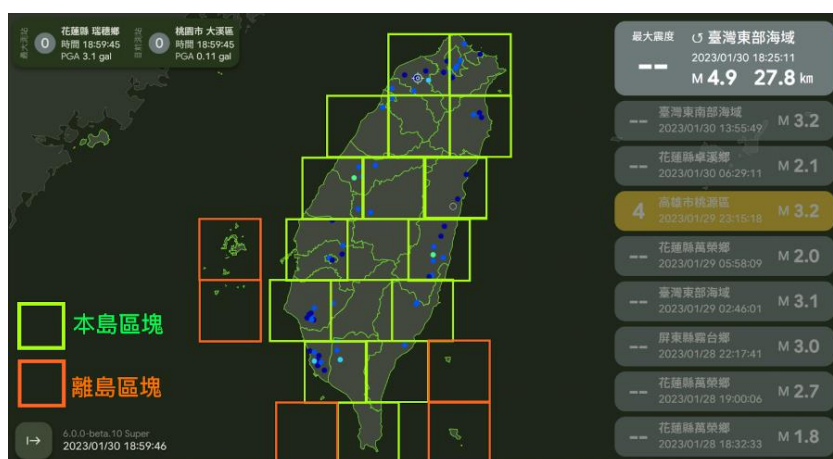 最大測站
0
花蓮縣 瑞穗鄉
時間 18:59:45
PGA 3.1 gal
0
桃園市 大溪區
時間 18:59:45
PGA 0.11 gal
最大震度
--
↺ 臺灣東部海域
2023/01/30 18:25:11
M 4.9 27.8 km
--
臺灣東南部海域
2023/01/30 13:55:49
M 3.2
--
花蓮縣卓溪鄉
2023/01/30 06:29:11
M 2.1
4
高雄市桃源區
2023/01/29 23:15:18
M 3.2
--
花蓮縣萬榮鄉
2023/01/29 05:58:09
M 2.0
--
臺灣東部海域
2023/01/29 02:46:01
M 3.1
--
屏東縣霧台鄉
2023/01/28 22:17:41
M 3.0
--
花蓮縣萬榮鄉
2023/01/28 19:00:06
M 2.7
--
花蓮縣萬榮鄉
2023/01/28 18:32:33
M 1.8
本島區塊
離島區塊
6.0.0-beta.10 Super
2023/01/30 18:59:46